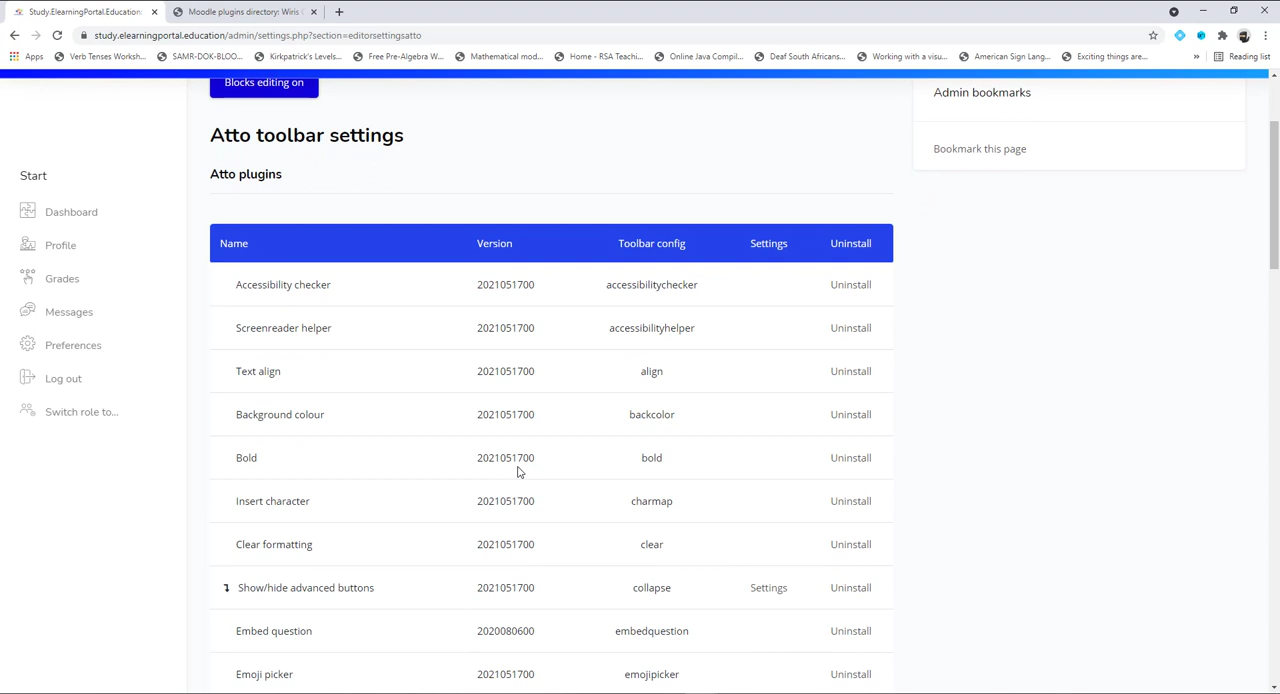 Study.ElearningPortal.Education:
Moodle plugins directory: Wiris
study.elearningportal.education/admin/settings.php?section=editorsettingsatto
Apps Verb Tenses Worksh... SAMR-DOK-BLOO... Kirkpatrick's Levels... Free Pre-Algebra W... Mathematical mod... Home - RSA Teachi... Online Java Compil... Deaf South Africans... Working with a visu... American Sign Lang... Exciting things are... » Reading list
Blocks editing on
Admin bookmarks
Bookmark this page
Start
Dashboard
Profile
Grades
Messages
Preferences
Log out
Switch role to...
Atto toolbar settings
Atto plugins
Name Version Toolbar config Settings Uninstall
Accessibility checker 2021051700 accessibilitychecker Uninstall
Screenreader helper 2021051700 accessibilityhelper Uninstall
Text align 2021051700 align Uninstall
Background colour 2021051700 backcolor Uninstall
Bold 2021051700 bold Uninstall
Insert character 2021051700 charmap Uninstall
Clear formatting 2021051700 clear Uninstall
Show/hide advanced buttons 2021051700 collapse Settings Uninstall
Embed question 2020080600 embedquestion Uninstall
Emoji picker 2021051700 emojipicker Uninstall